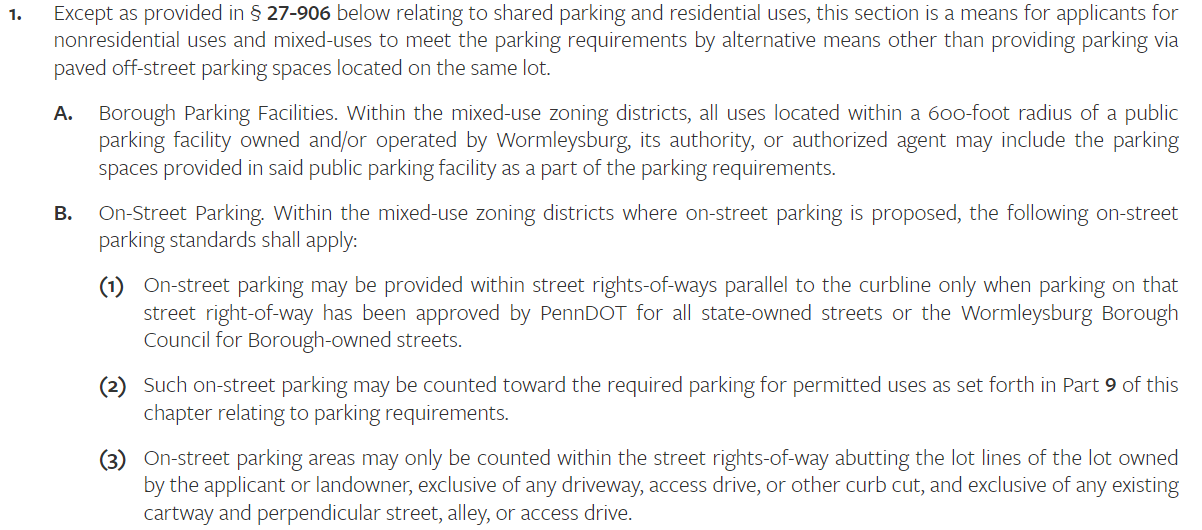 1. Except as provided in § 27-906 below relating to shared parking and residential uses, this section is a means for applicants for
nonresidential uses and mixed-uses to meet the parking requirements by alternative means other than providing parking via
paved off-street parking spaces located on the same lot.
A. Borough Parking Facilities. Within the mixed-use zoning districts, all uses located within a 600-foot radius of a public
parking facility owned and/or operated by Wormleysburg, its authority, or authorized agent may include the parking
spaces provided in said public parking facility as a part of the parking requirements.
B. On-Street Parking. Within the mixed-use zoning districts where on-street parking is proposed, the following on-street
parking standards shall apply:
(1) On-street parking may be provided within street rights-of-ways parallel to the curbline only when parking on that
street right-of-way has been approved by PennDOT for all state-owned streets or the Wormleysburg Borough
Council for Borough-owned streets.
(2) Such on-street parking may be counted toward the required parking for permitted uses as set forth in Part 9 of this
chapter relating to parking requirements.
(3) On-street parking areas may only be counted within the street rights-of-way abutting the lot lines of the lot owned
by the applicant or landowner, exclusive of any driveway, access drive, or other curb cut, and exclusive of any existing
cartway and perpendicular street, alley, or access drive.